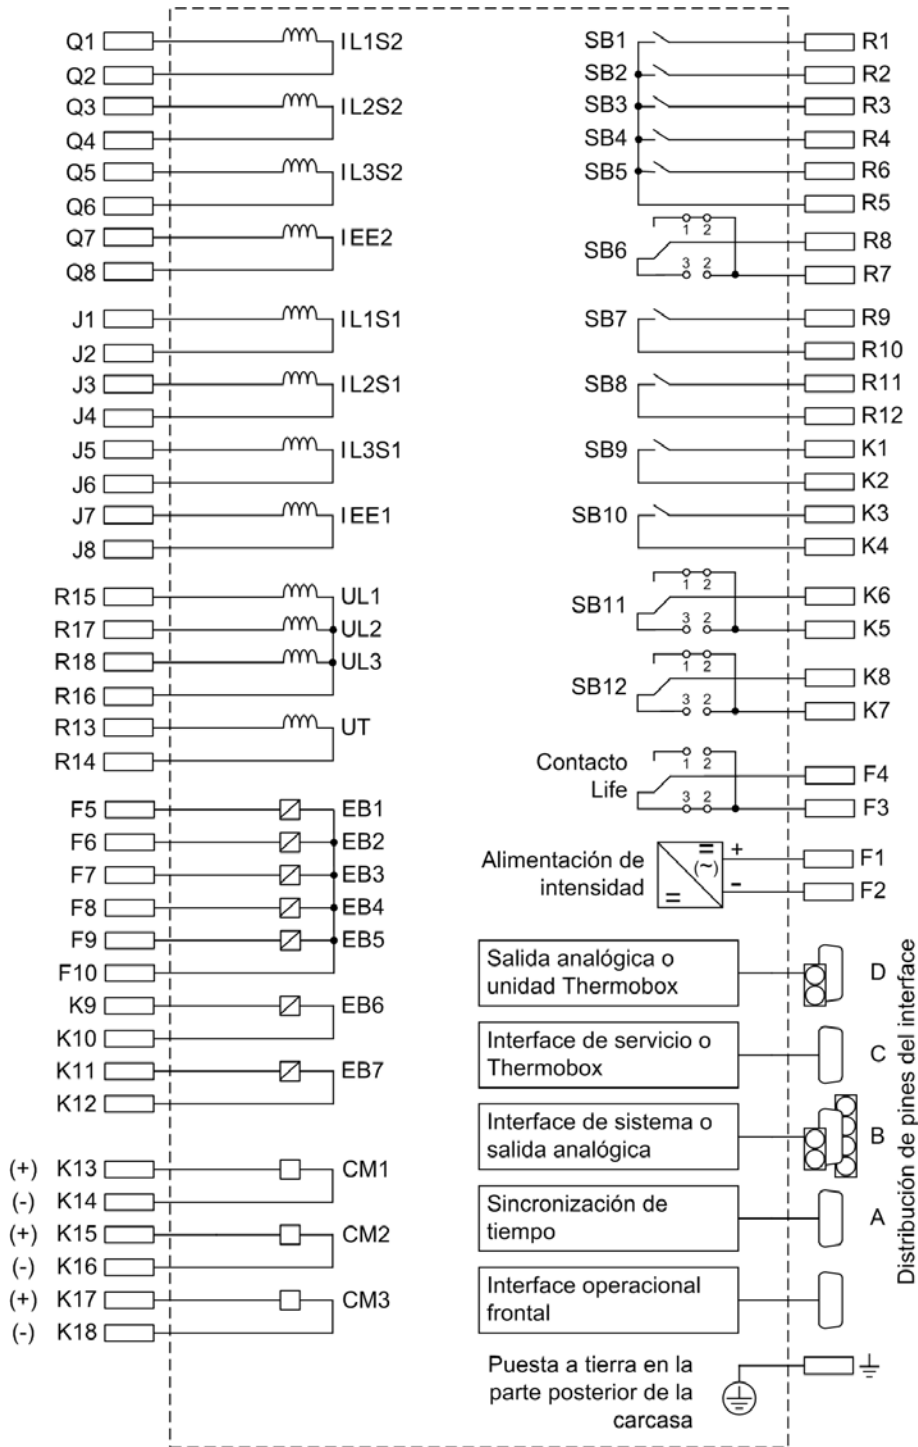 Q1 IL1S2 SB1 R1
Q2 SB2 R2
Q3 IL2S2 SB3 R3
Q4 SB4 R4
Q5 IL3S2 SB5 R6
Q6 R5
1 2
Q7 IEE2 SB6 R8
3 2
Q8 R7
J1 IL1S1 SB7 R9
J2 R10
J3 IL2S1 SB8 R11
J4 R12
J5 IL3S1 SB9 K1
J6 K2
J7 IEE1 SB10 K3
J8 K4
1 2
R15 UL1 SB11 K6
3 2
R17 UL2 K5
R18 UL3
1 2
R16 SB12 K8
3 2
R13 UT K7
R14
1 2
Contacto
Life F4
3 2
F5 EB1 F3
F6 EB2
F7 EB3
F8 EB4
F9 EB5
F10
Alimentación de
intensidad
= + F1
(~)
= - F2
K9 EB6
K10
K11 EB7
K12
Salida analógica o
unidad Thermobox
D
Interface de servicio o
Thermobox
C
Interface de sistema o
salida analógica
B
(+) K13 CM1
(-) K14
(+) K15 CM2
(-) K16
(+) K17 CM3
(-) K18
Sincronización de
tiempo
A
Interface operacional
frontal
Puesta a tierra en la
parte posterior de la
carcasa
Distribución de pines del interface